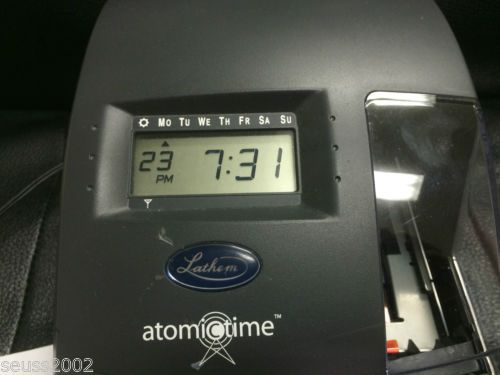 Mo Tu We Th Fr Sa Su
23 7:31
PM
Lathem
atomictime™
seuss2002